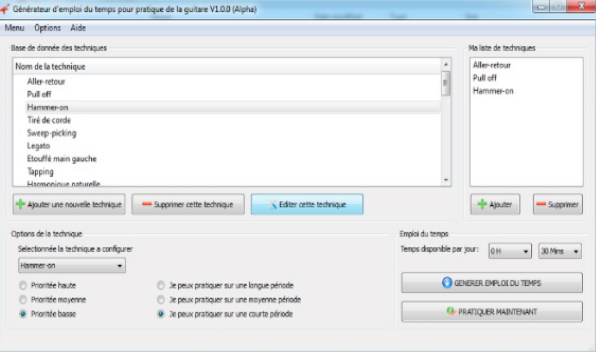 Générateur d'emploi du temps pour pratique de la guitare V1.0.0 (Alpha)
Menu Options Aide
Base de donnée des techniques
Nom de la technique
Aller-retour
Pull off
Hammer-on
Tiré de corde
Sweep-picking
Legato
Etouffé main gauche
Tapping
Harmonique naturelle
Ajouter une nouvelle technique
Supprimer cette technique
Editer cette technique
Ma liste de techniques
Aller-retour
Pull off
Hammer-on
Ajouter
Supprimer
Options de la technique
Selectionnée la technique a configurer
Hammer-on
Prioritée haute
Prioritée moyenne
Prioritée basse
Je peux pratiquer sur une longue période
Je peux pratiquer sur une moyenne période
Je peux pratiquer sur une courte période
Emploi du temps
Temps disponible par jour: 0 H 30 Mins
GENERER EMPLOI DU TEMPS
PRATIQUER MAINTENANT